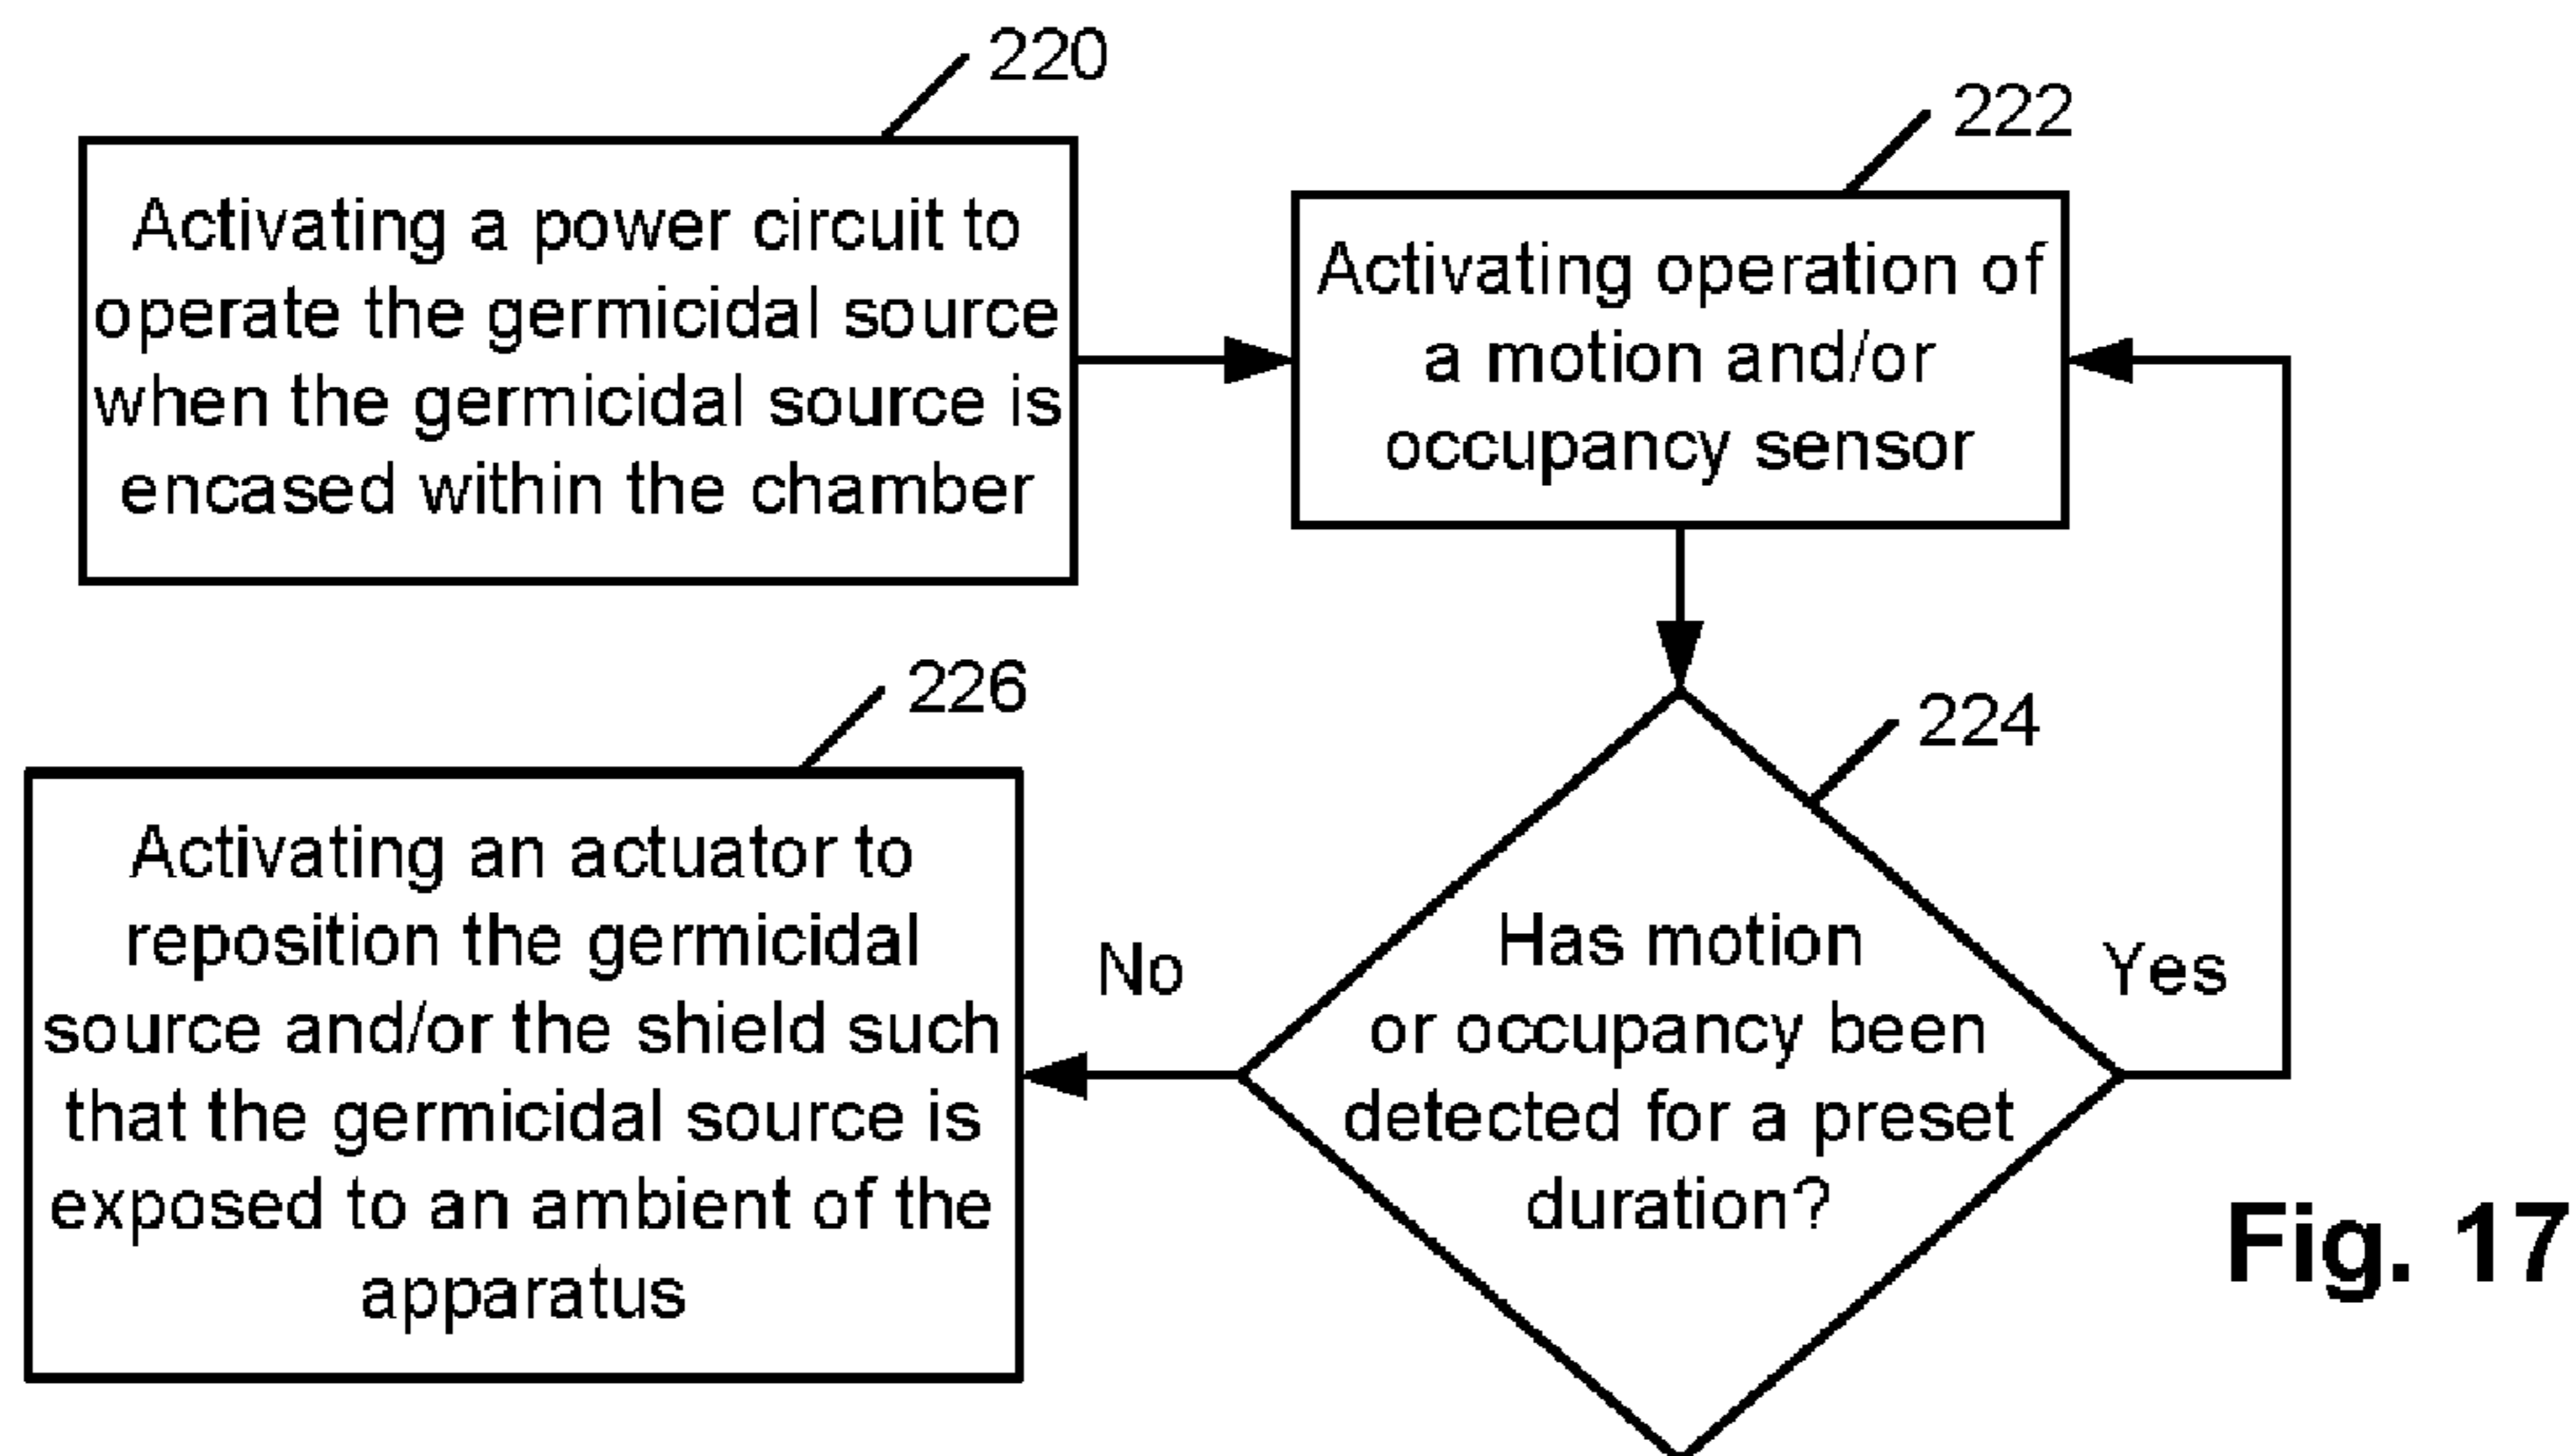 220
Activating a power circuit to
operate the germicidal source
when the germicidal source is
encased within the chamber
222
Activating operation of
a motion and/or
occupancy sensor
224
Has motion
or occupancy been
detected for a preset
duration?
Yes
No
226
Activating an actuator to
reposition the germicidal
source and/or the shield such
that the germicidal source is
exposed to an ambient of the
apparatus
Fig. 17